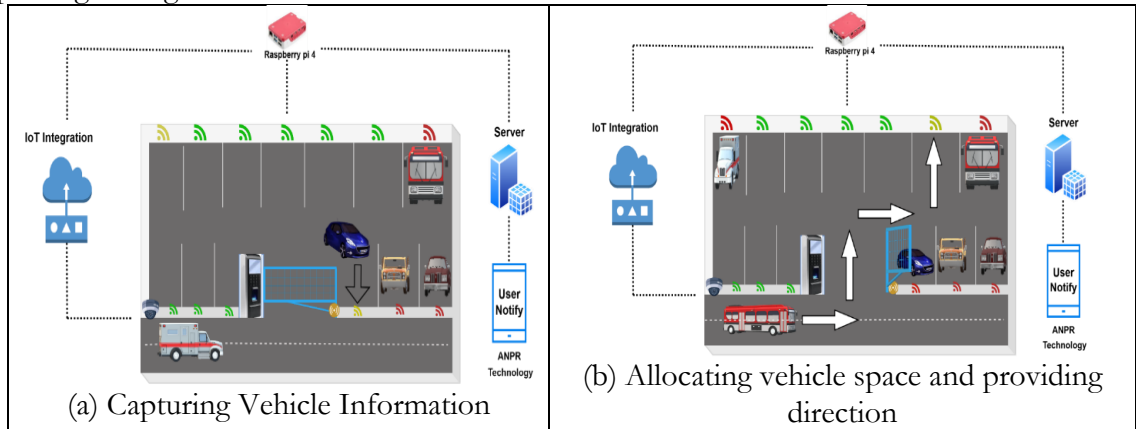 Raspberry pi 4
IoT Integration
Server
User
Notify
ANPR
Technology
(a) Capturing Vehicle Information
Raspberry pi 4
IoT Integration
Server
User
Notify
ANPR
Technology
(b) Allocating vehicle space and providing
direction